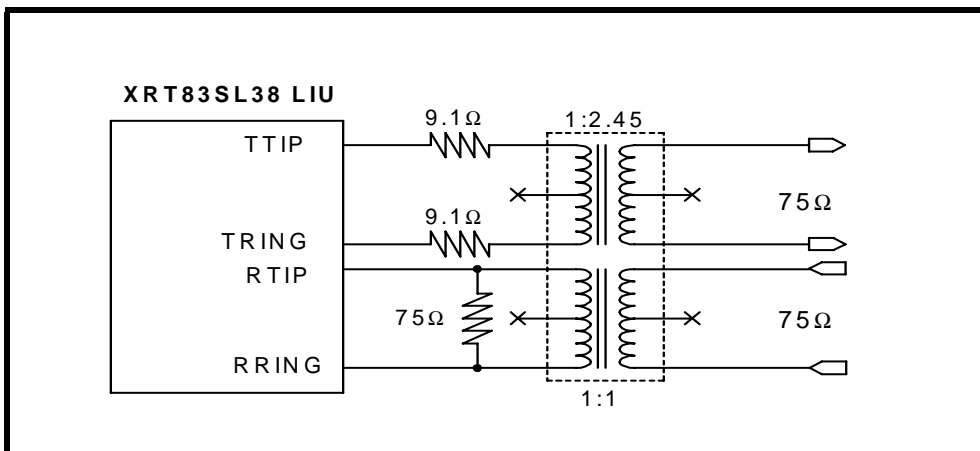 XRT83SL38 LIU
9.1Ω
1:2.45
TTIP
75Ω
9.1Ω
TRING
RTIP
75Ω
75Ω
RRING
1:1